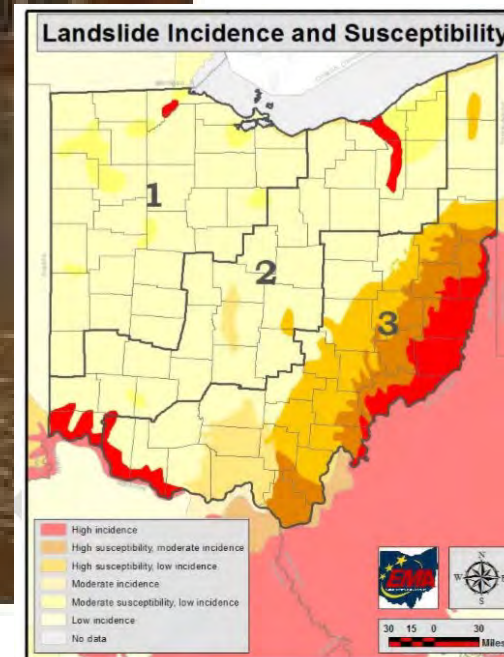 Landslide Incidence and Susceptibility
1
2
3
High incidence
High susceptibility, moderate incidence
High susceptibility, low incidence
Moderate incidence
Moderate susceptibility, low incidence
Low incidence
No data
EMA
N
W
S
30 15 0 30
Miles